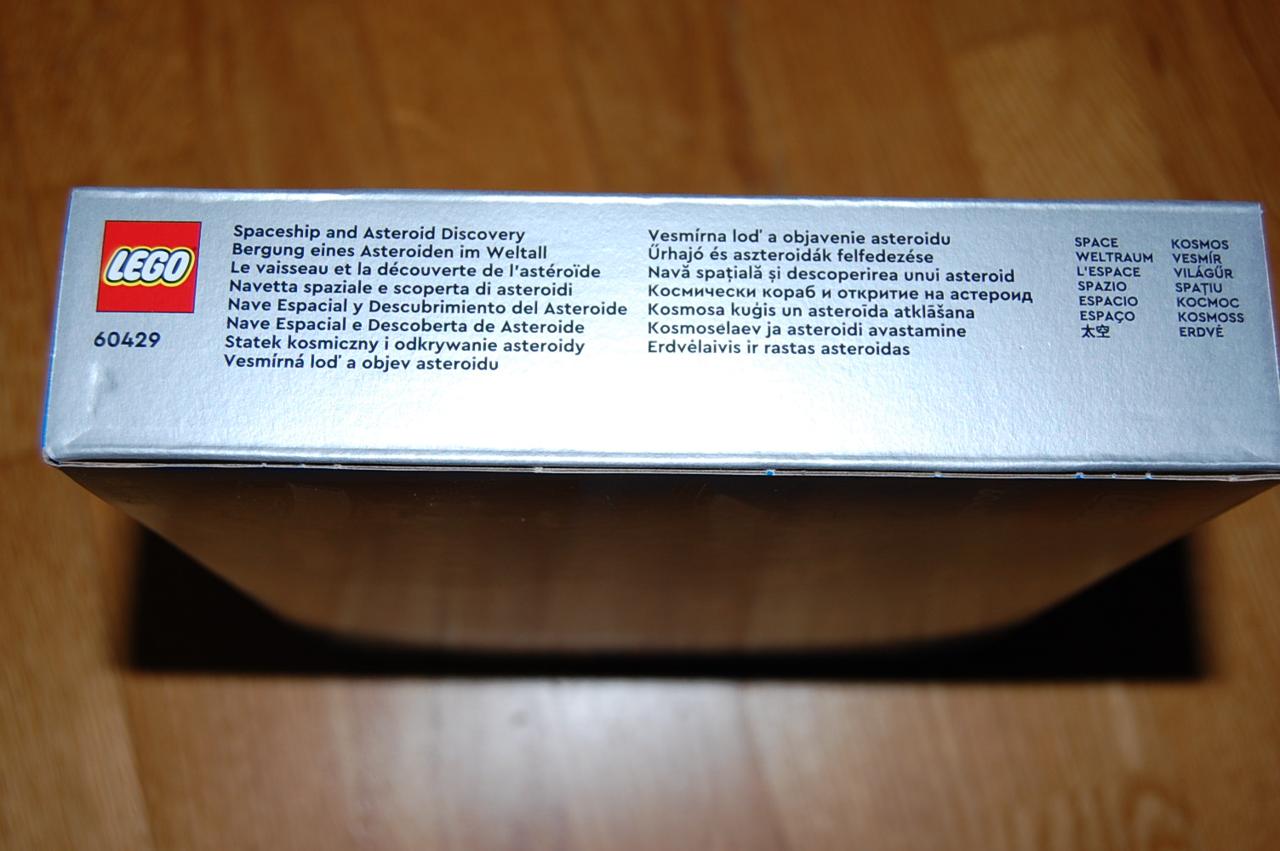 LEGO
60429
Spaceship and Asteroid Discovery
Bergung eines Asteroiden im Weltall
Le vaisseau et la découverte de l'astéroïde
Navetta spaziale e scoperta di asteroidi
Nave Espacial y Descubrimiento del Asteroide
Nave Espacial e Descoberta de Asteroide
Statek kosmiczny i odkrywanie asteroidy
Vesmírná loď a objev asteroidu
Vesmírna loď a objavenie asteroidu
Űrhajó és aszteroidák felfedezése
Navă spațială și descoperirea unui asteroid
Космически кораб и откритие на астероид
Kosmosa kuģis un asteroīda atklāšana
Kosmoselaev ja asteroidi avastamine
Erdvėlaivis ir rastas asteroidas
SPACE
WELTRAUM
L'ESPACE
SPAZIO
ESPACIO
ESPAÇO
太空
KOSMOS
VESMÍR
VILÁGŰR
SPAȚIU
КОСМОС
KOSMOSS
ERDVĖ